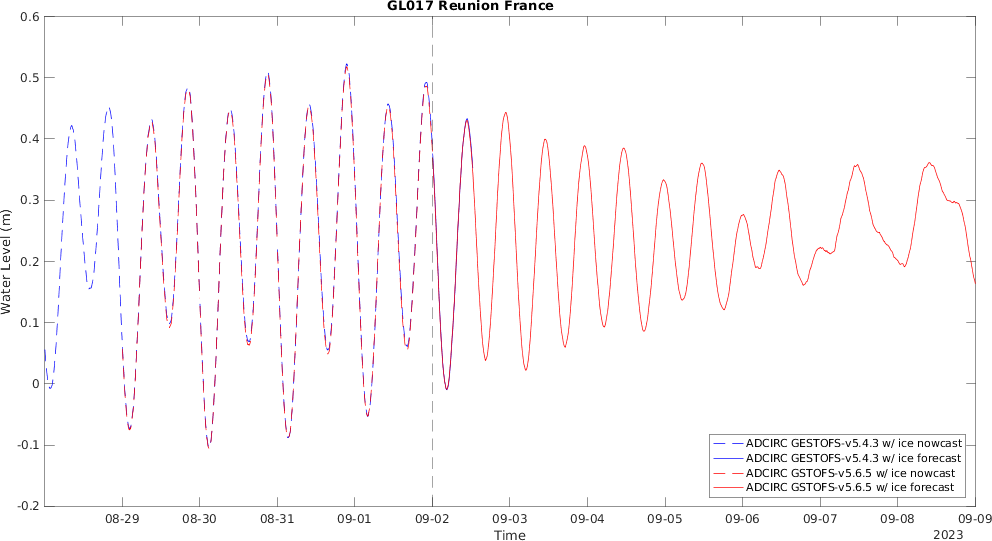 GL017 Reunion France
0.6
0.5
0.4
0.3
0.2
0.1
0
-0.1
-0.2
Water Level (m)
ADCIRC GESTOFS-v5.4.3 w/ ice nowcast
ADCIRC GESTOFS-v5.4.3 w/ ice forecast
ADCIRC GSTOFS-v5.6.5 w/ ice nowcast
ADCIRC GSTOFS-v5.6.5 w/ ice forecast
08-29 08-30 08-31 09-01 09-02 09-03 09-04 09-05 09-06 09-07 09-08 09-09
Time
2023